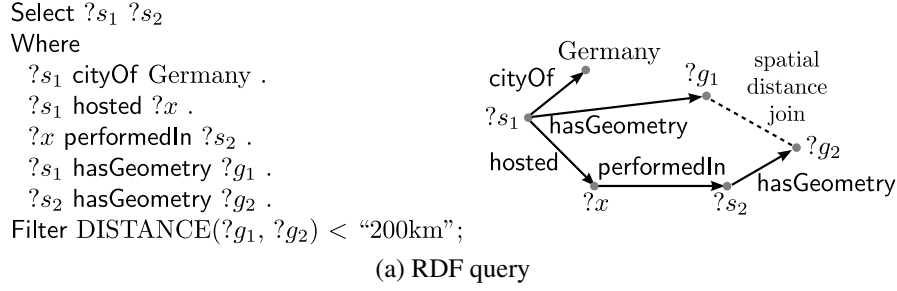 Select ?s₁ ?s₂
Where
?s₁ cityOf Germany .
?s₁ hosted ?x .
?x performedIn ?s₂ .
?s₁ hasGeometry ?g₁ .
?s₂ hasGeometry ?g₂ .
Filter DISTANCE(?g₁, ?g₂) < “200km”;
Germany
cityOf
?g₁
spatial
distance
join
?s₁
hasGeometry
?g₂
hosted
performedIn
hasGeometry
?x
?s₂
(a) RDF query